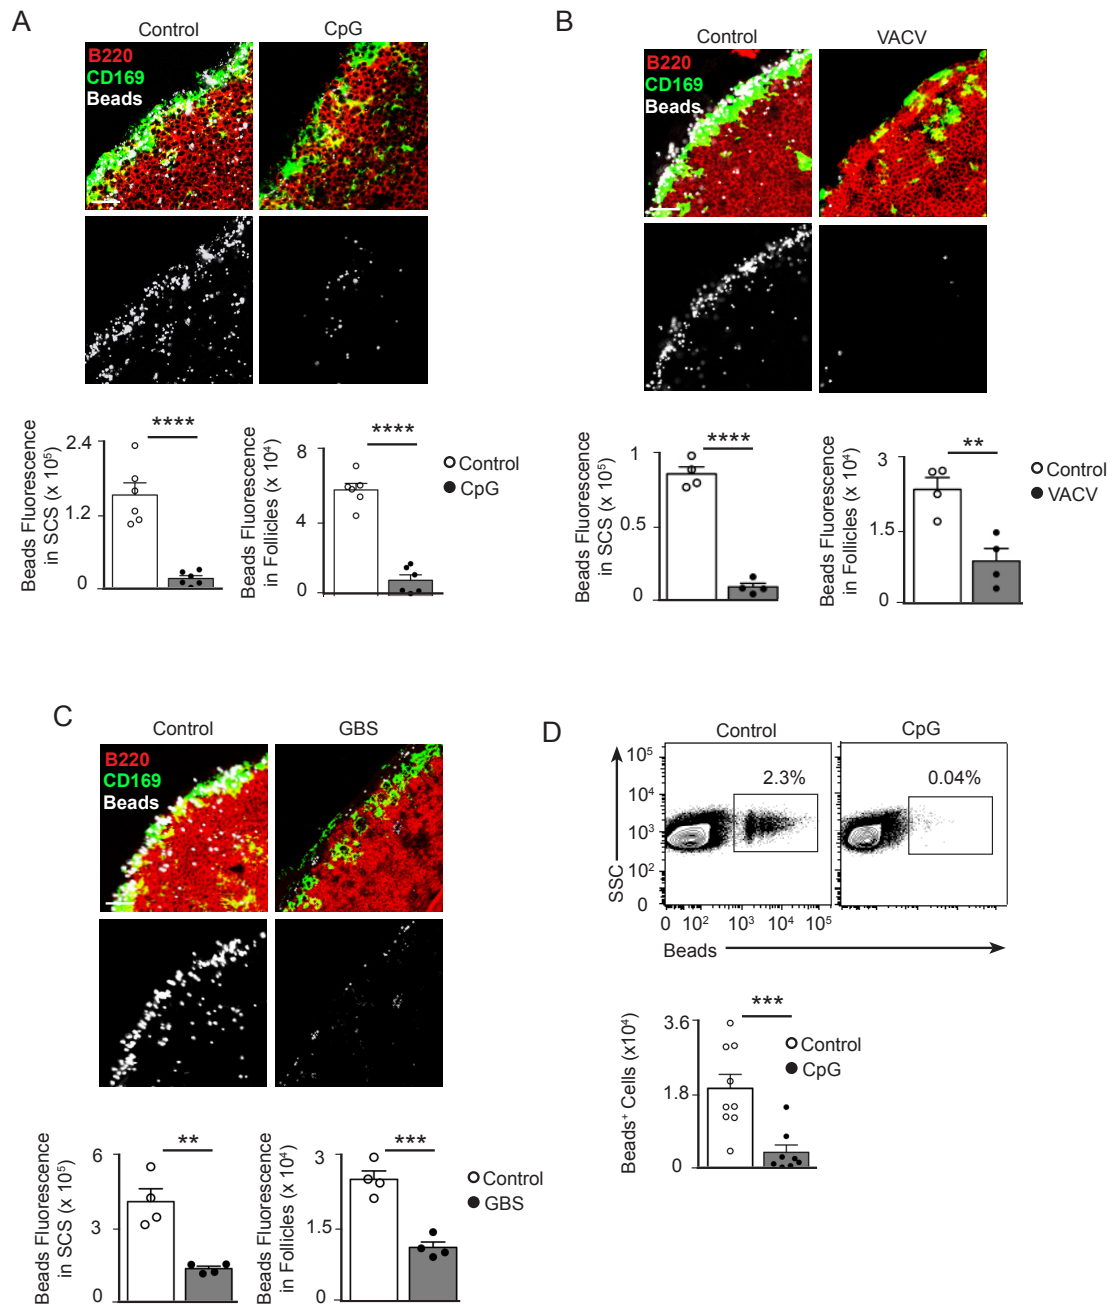 A
Control
CpG
B220
CD169
Beads
Beads Fluorescence
in SCS (x 10⁵)
2.4
1.2
0
****
Beads Fluorescence
in Follicles (x 10⁴)
8
4
0
****
Control
CpG
B
Control
VACV
B220
CD169
Beads
Beads Fluorescence
in SCS (x 10⁵)
1
0.5
0
****
Beads Fluorescence
in Follicles (x 10⁴)
3
1.5
0
**
Control
VACV
C
Control
GBS
B220
CD169
Beads
Beads Fluorescence
in SCS (x 10⁵)
6
3
0
**
Beads Fluorescence
in Follicles (x 10⁴)
3
1.5
0
***
Control
GBS
D
Control
CpG
2.3%
0.04%
SSC
10⁵
10⁴
10³
10²
0
0 10² 10³ 10⁴ 10⁵
Beads
Beads⁺ Cells (x10⁴)
3.6
1.8
0
***
Control
CpG